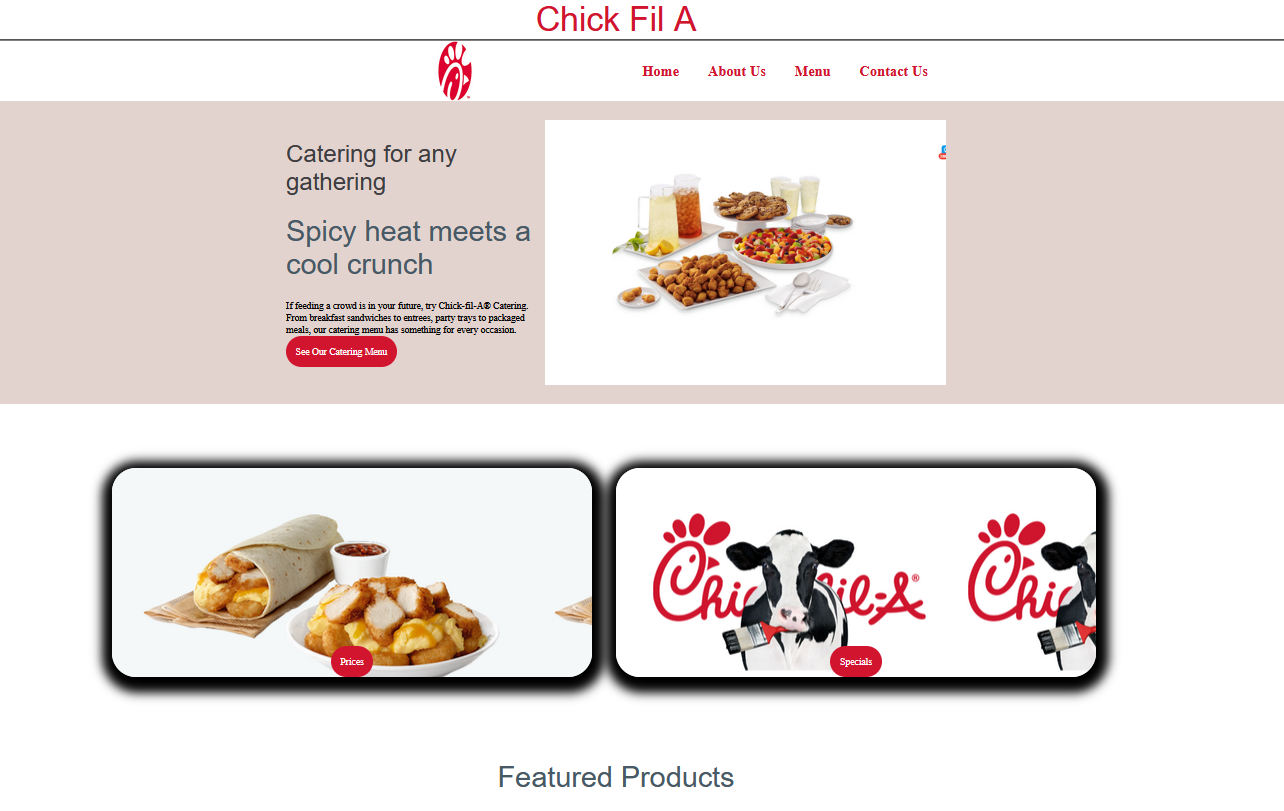 Chick Fil A
Home About Us Menu Contact Us
Catering for any
gathering
Spicy heat meets a
cool crunch
If feeding a crowd is in your future, try Chick-fil-A® Catering.
From breakfast sandwiches to entrees, party trays to packaged
meals, our catering menu has something for every occasion.
See Our Catering Menu
Chick-fil-A®
Chic
Prices
Specials
Featured Products